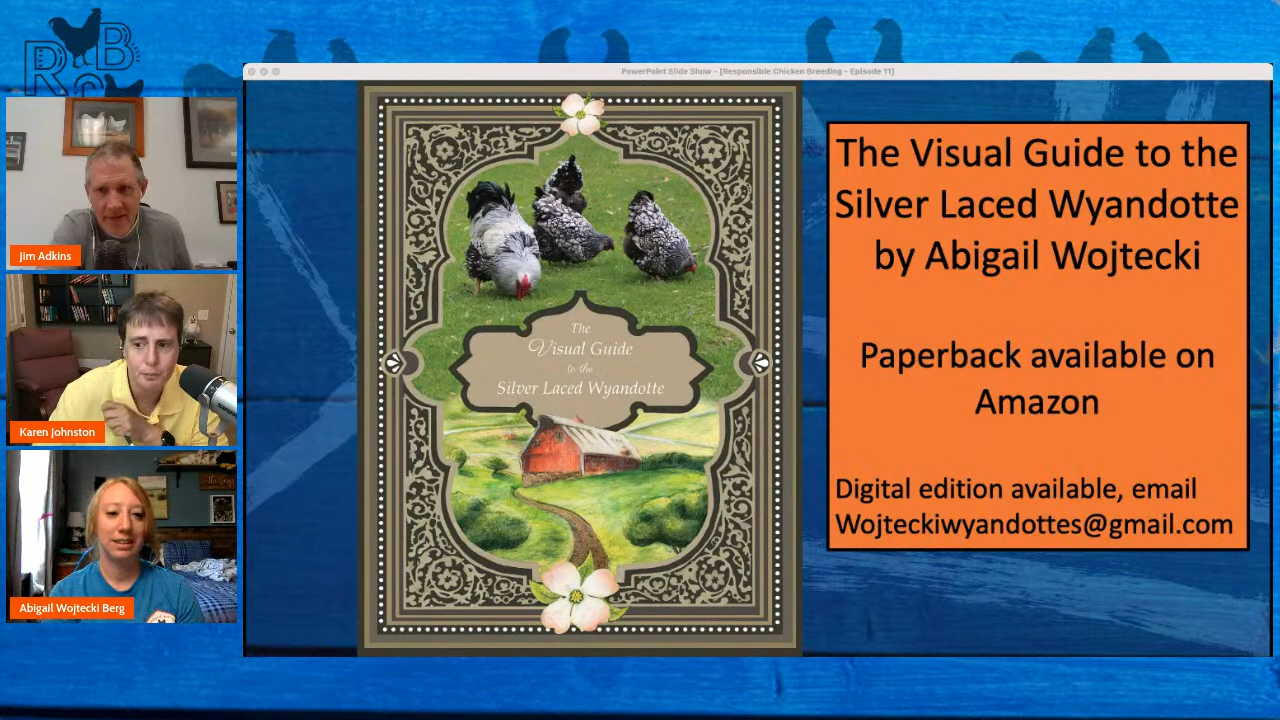 R B
C
PowerPoint Slide Show - [Responsible Chicken Breeding - Episode 11]
Jim Adkins
Karen Johnston
Abigail Wojtecki Berg
The
Visual Guide
to the
Silver Laced Wyandotte
The Visual Guide to the
Silver Laced Wyandotte
by Abigail Wojtecki
Paperback available on
Amazon
Digital edition available, email
Wojteckiwyandottes@gmail.com